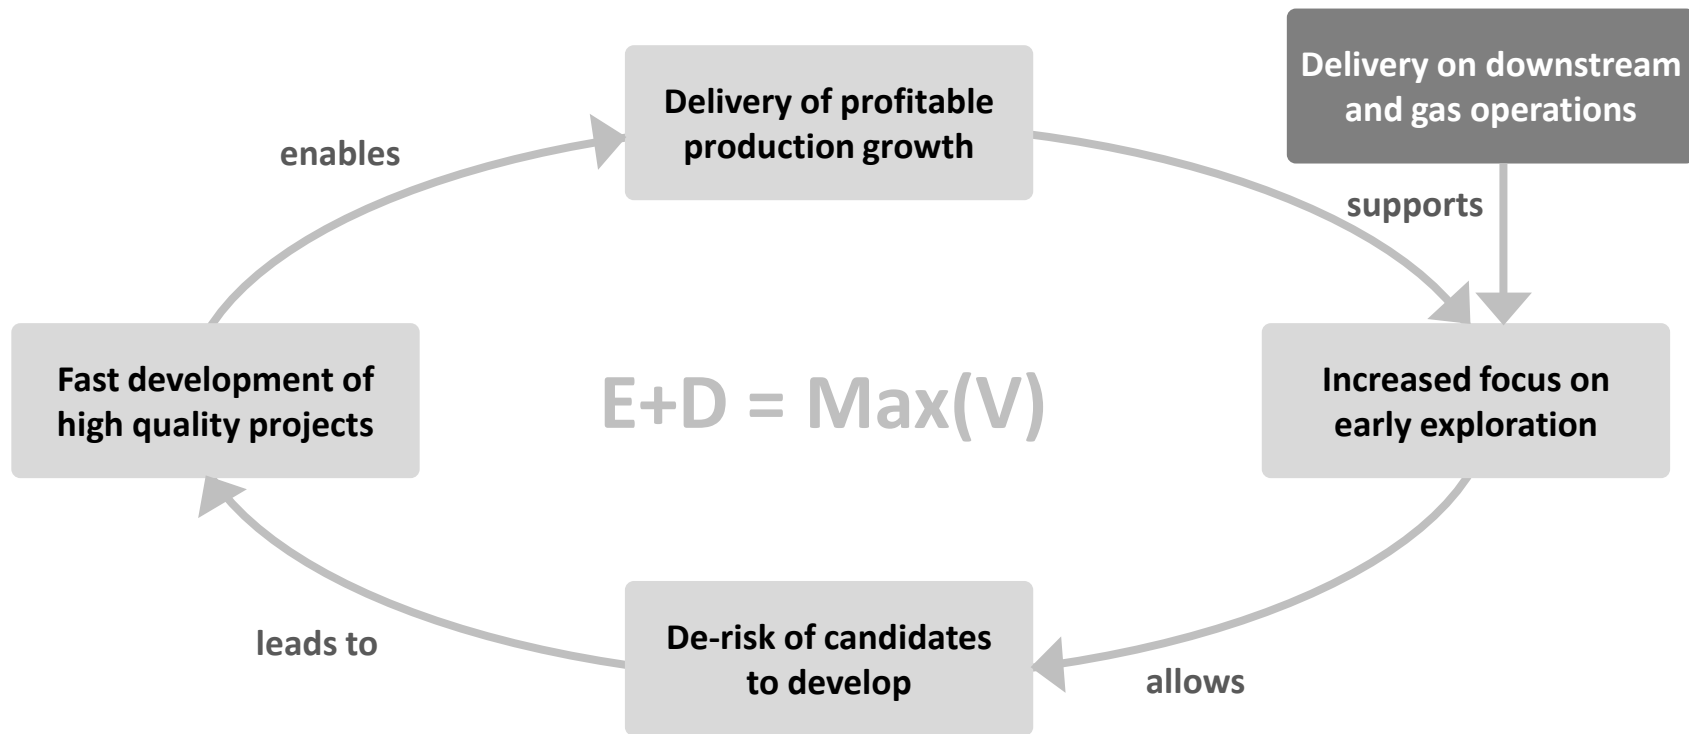 Delivery on downstream
and gas operations
Delivery of profitable
production growth
enables
supports
Fast development of
high quality projects
E+D = Max(V)
Increased focus on
early exploration
leads to
De-risk of candidates
to develop
allows